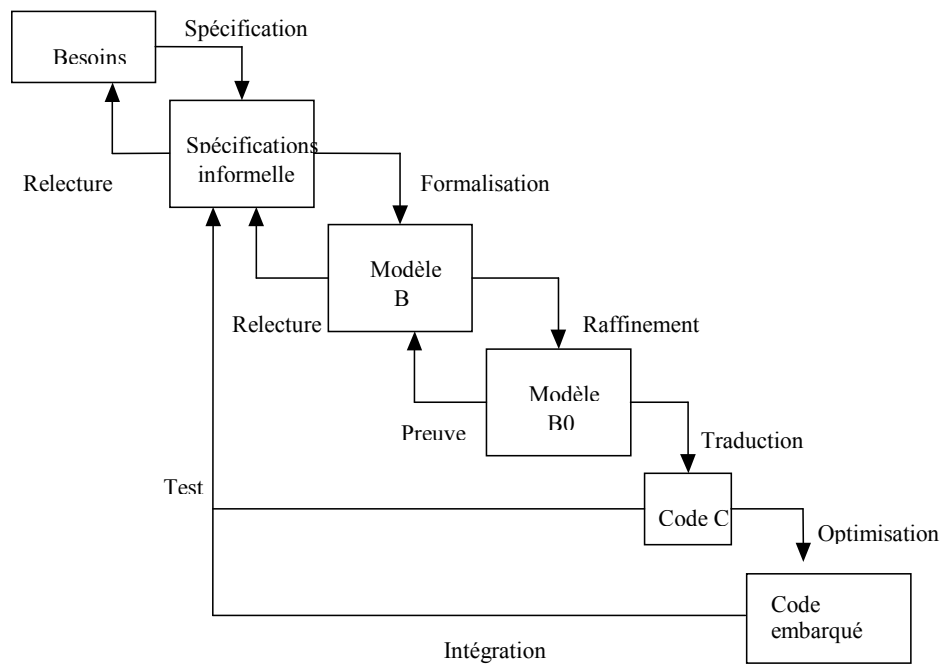 Spécification
Besoins
Spécifications
informelle
Relecture
Formalisation
Modèle
B
Relecture
Raffinement
Modèle
B0
Preuve
Traduction
Test
Code C
Optimisation
Code
embarqué
Intégration